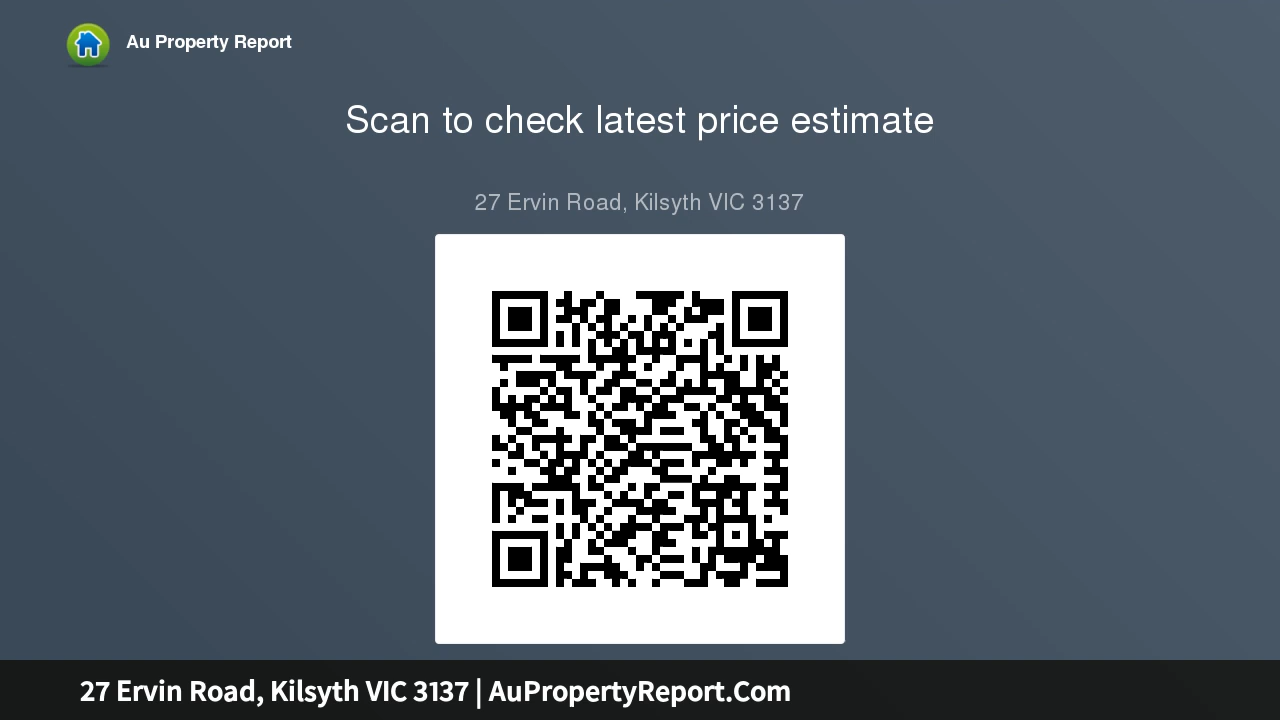 Au Property Report
Scan to check latest price estimate
27 Ervin Road, Kilsyth VIC 3137
27 Ervin Road, Kilsyth VIC 3137 | AuPropertyReport.Com